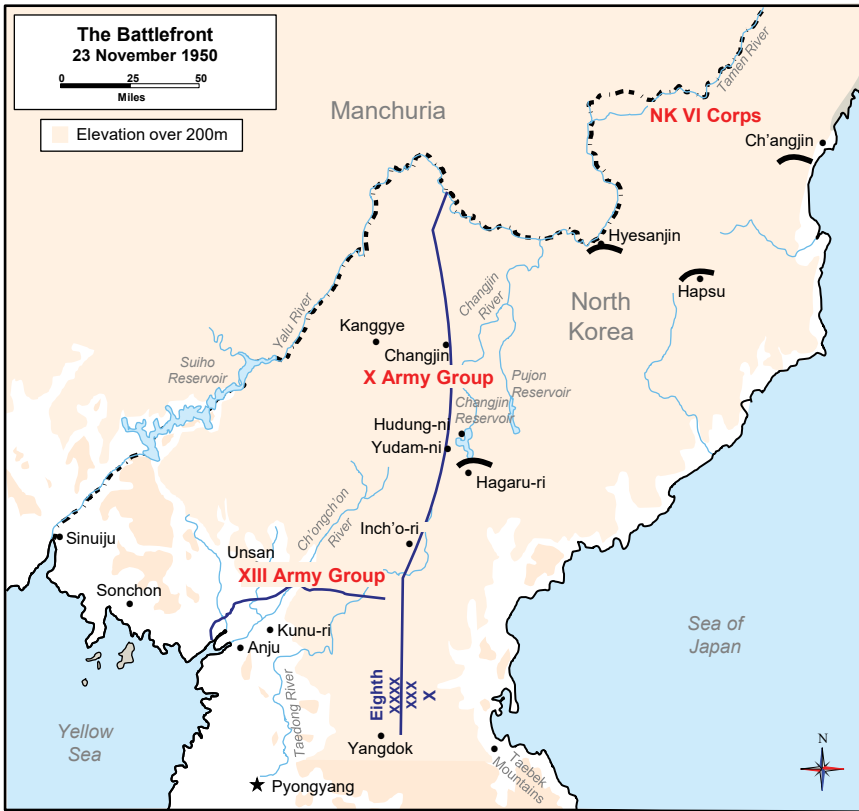 The Battlefront
23 November 1950
0 25 50
Miles
Elevation over 200m
Manchuria
Tamen River
NK VI Corps
Ch'angjin
Hyesanjin
Hapsu
North
Korea
Changjin
River
Yalu River
Kanggye
Changjin
Suiho
Reservoir
X Army Group
Pujon
Reservoir
Changjin
Reservoir
Hudung-ni
Yudam-ni
Hagaru-ri
Ch'ongch'on
River
Inch'o-ri
Sinuiju
Unsan
XIII Army Group
Sonchon
Kunu-ri
Anju
Sea of
Japan
Taedong River
Eighth
XXXX
XXX
X
Yellow
Sea
Yangdok
Taebek
Mountains
Pyongyang
N